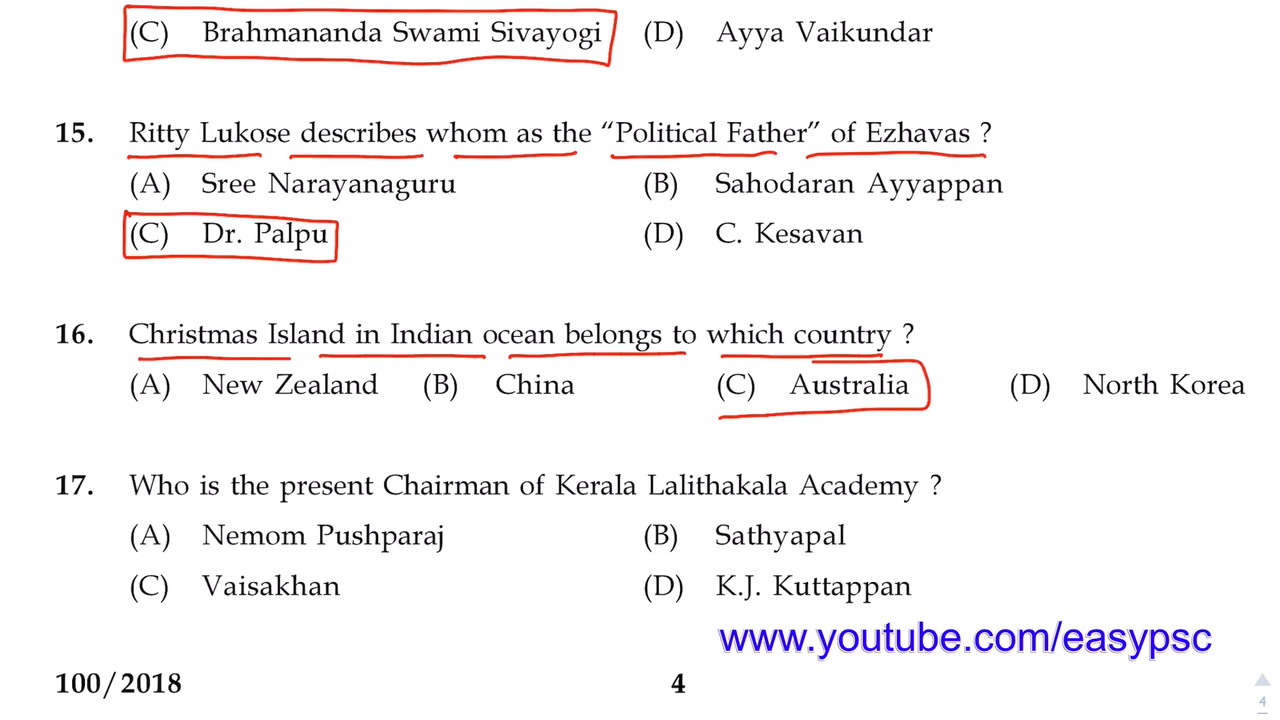 (C) Brahmananda Swami Sivayogi (D) Ayya Vaikundar
15. Ritty Lukose describes whom as the “Political Father” of Ezhavas ?
(A) Sree Narayanaguru (B) Sahodaran Ayyappan
(C) Dr. Palpu (D) C. Kesavan
16. Christmas Island in Indian ocean belongs to which country ?
(A) New Zealand (B) China (C) Australia (D) North Korea
17. Who is the present Chairman of Kerala Lalithakala Academy ?
(A) Nemom Pushparaj (B) Sathyapal
(C) Vaisakhan (D) K.J. Kuttappan
www.youtube.com/easypsc
100/2018 4
4